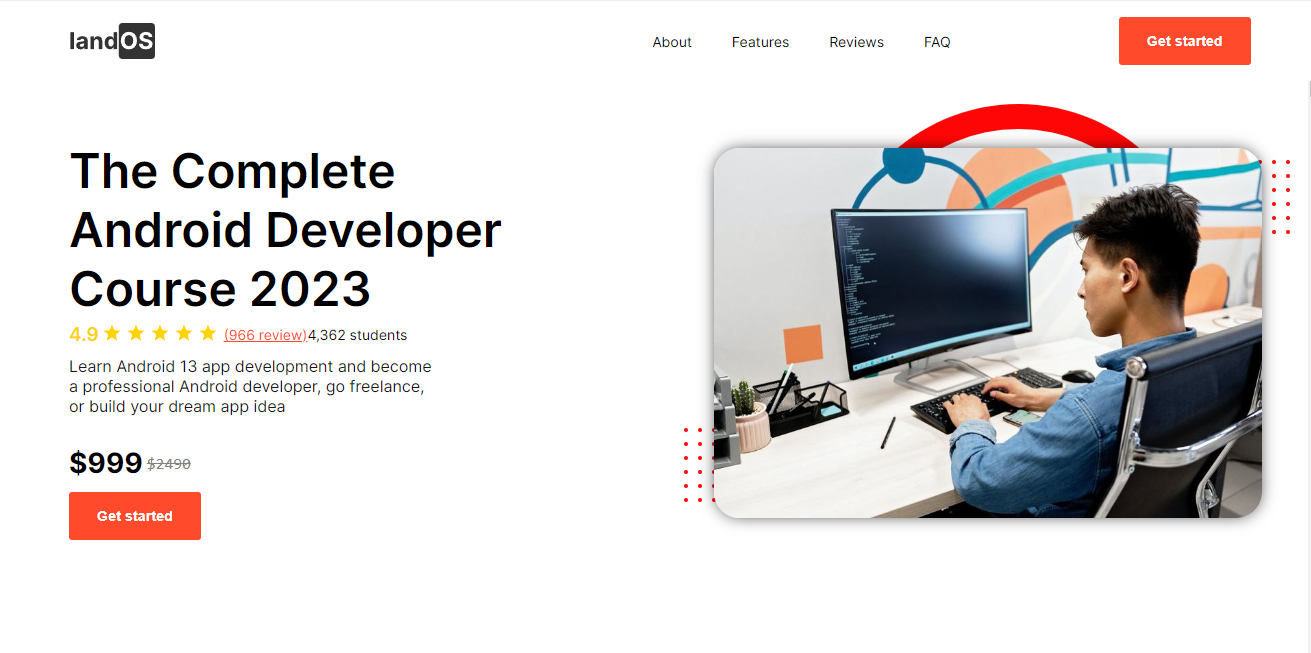 landOS
About Features Reviews FAQ
Get started
The Complete
Android Developer
Course 2023
4.9 (966 review)4,362 students
Learn Android 13 app development and become
a professional Android developer, go freelance,
or build your dream app idea
$999 $2490
Get started